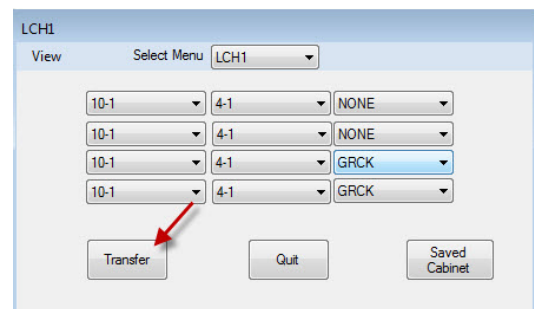 LCH1
View Select Menu LCH1
10-1 4-1 NONE
10-1 4-1 NONE
10-1 4-1 GRCK
10-1 4-1 GRCK
Transfer Quit Saved
Cabinet